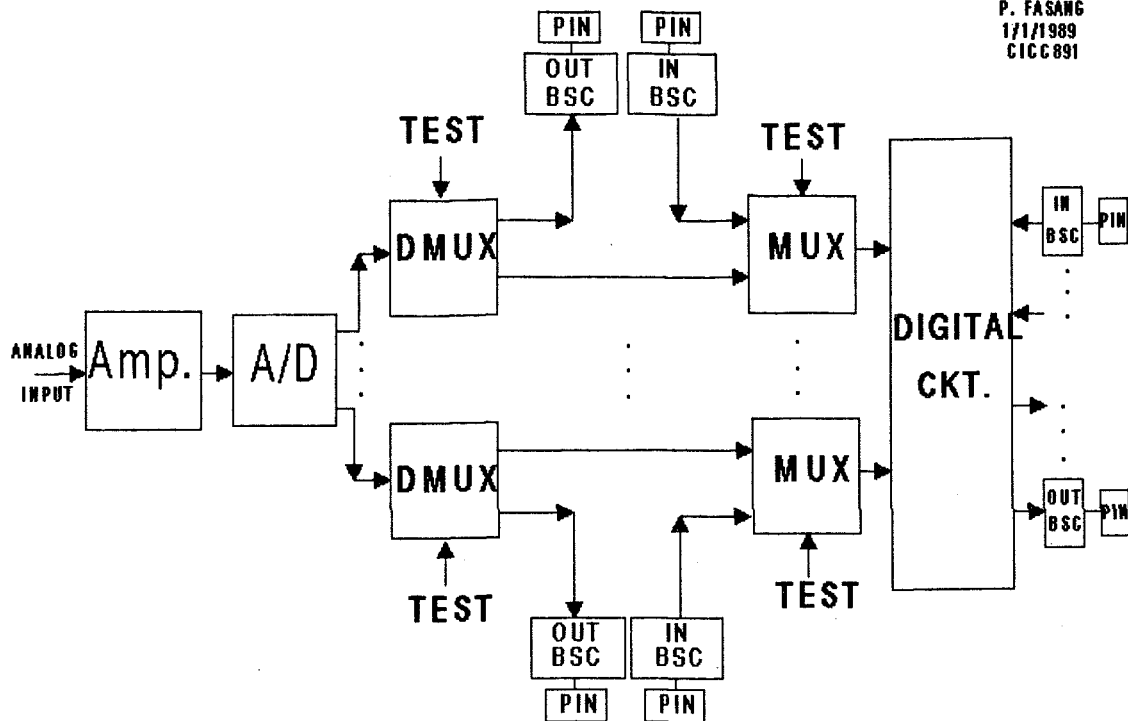 P. FASANG
1/1/1989
CICC891
PIN
PIN
OUT
BSC
IN
BSC
TEST
TEST
DMUX
MUX
IN
BSC
PIN
ANALOG
INPUT
Amp.
A/D
DIGITAL
CKT.
DMUX
MUX
OUT
BSC
PIN
TEST
TEST
OUT
BSC
IN
BSC
PIN
PIN